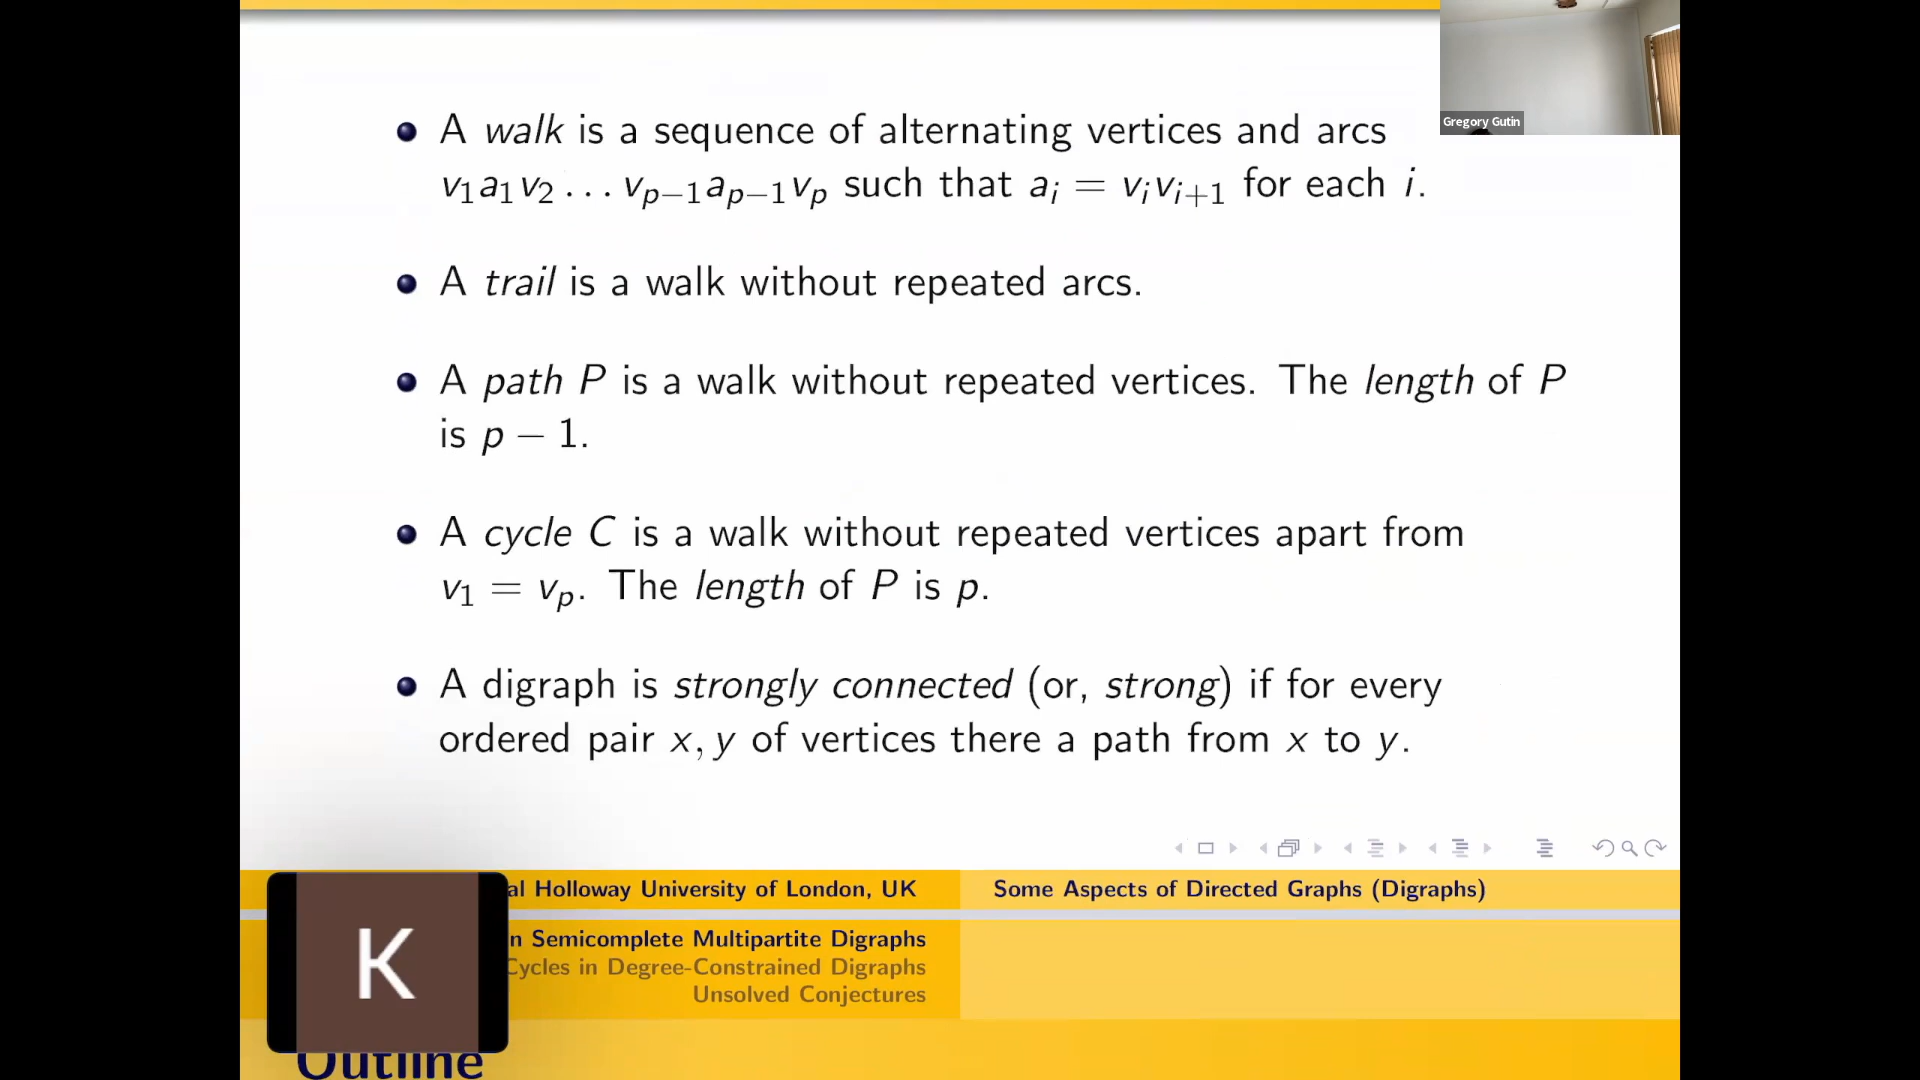 Gregory Gutin
A walk is a sequence of alternating vertices and arcs
v₁a₁v₂ … vₚ₋₁aₚ₋₁vₚ such that aᵢ = vᵢvᵢ₊₁ for each i.
A trail is a walk without repeated arcs.
A path P is a walk without repeated vertices. The length of P
is p − 1.
A cycle C is a walk without repeated vertices apart from
v₁ = vₚ. The length of P is p.
A digraph is strongly connected (or, strong) if for every
ordered pair x, y of vertices there a path from x to y.
Holloway University of London, UK
Some Aspects of Directed Graphs (Digraphs)
Semicomplete Multipartite Digraphs
Cycles in Degree-Constrained Digraphs
Unsolved Conjectures
K
Outline